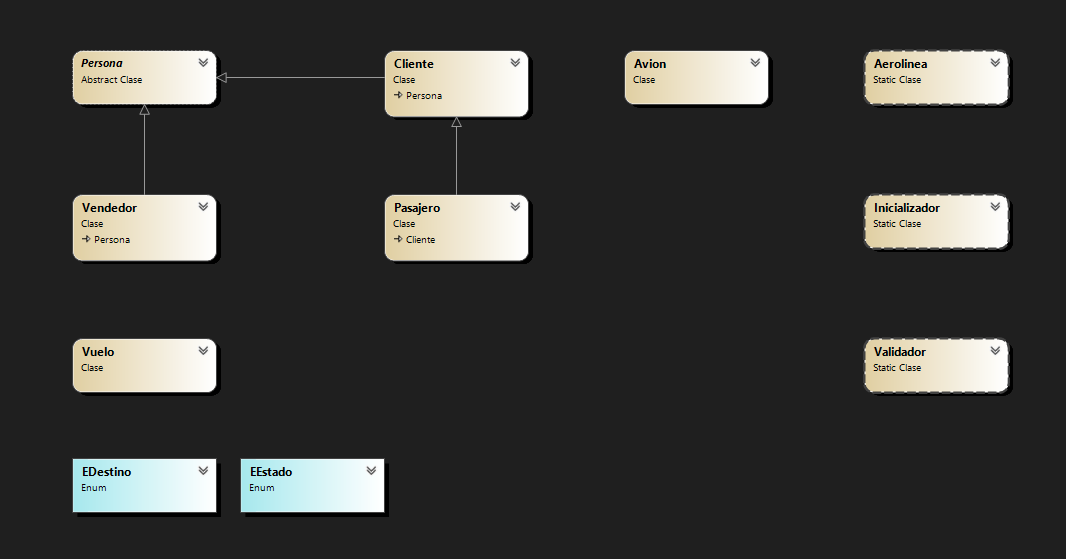 Persona
Abstract Clase
Cliente
Clase
Persona
Avion
Clase
Aerolinea
Static Clase
Vendedor
Clase
Persona
Pasajero
Clase
Cliente
Inicializador
Static Clase
Vuelo
Clase
Validador
Static Clase
EDestino
Enum
EEstado
Enum